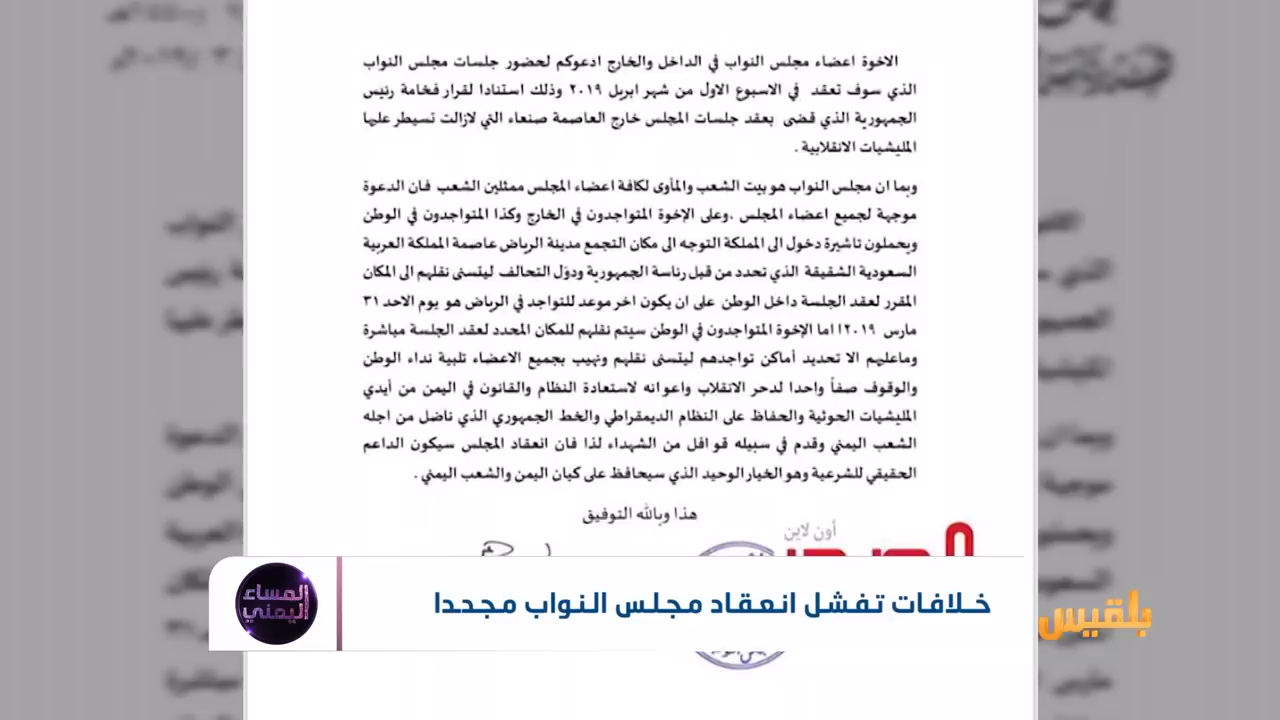 الاخوة اعضاء مجلس النواب في الداخل والخارج ادعوكم لحضور جلسات مجلس النواب
الذي سوف تعقد في الاسبوع الاول من شهر ابريل ٢٠١٩ وذلك استنادا لقرار فخامة رئيس
الجمهورية الذي قضى بعقد جلسات المجلس خارج العاصمة صنعاء التي لازالت تسيطر عليها
المليشيات الانقلابية .
وبما ان مجلس النواب هو بيت الشعب والمأوى لكافة اعضاء المجلس ممثلين الشعب فان الدعوة
موجهة لجميع اعضاء المجلس .وعلى الإخوة المتواجدون في الخارج وكذا المتواجدون في الوطن
ويحملون تاشيرة دخول الى المملكة التوجه الى مكان التجمع مدينة الرياض عاصمة المملكة العربية
السعودية الشقيقة الذي تحدد من قبل رئاسة الجمهورية ودول التحالف ليتسنى نقلهم الى المكان
المقرر لعقد الجلسة داخل الوطن على ان يكون اخر موعد للتواجد في الرياض هو يوم الاحد ٣١
مارس ٢٠١٩ا اما الإخوة المتواجدون في الوطن سيتم نقلهم للمكان المحدد لعقد الجلسة مباشرة
وماعليهم الا تحديد أماكن تواجدهم ليتسنى نقلهم ونهيب بجميع الاعضاء تلبية نداء الوطن
والوقوف صفاً واحدا لدحر الانقلاب واعوانه لاستعادة النظام والقانون في اليمن من أيدي
المليشيات الحوثية والحفاظ على النظام الديمقراطي والخط الجمهوري الذي ناضل من اجله
الشعب اليمني وقدم في سبيله قوافل من الشهداء لذا فان انعقاد المجلس سيكون الداعم
الحقيقي للشرعية وهو الخيار الوحيد الذي سيحافظ على كيان اليمن والشعب اليمني .
هذا وبالله التوفيق
أون لاين
خلافات تفشل انعقاد مجلس النواب مجددا
المساء
اليمني
بلقيس